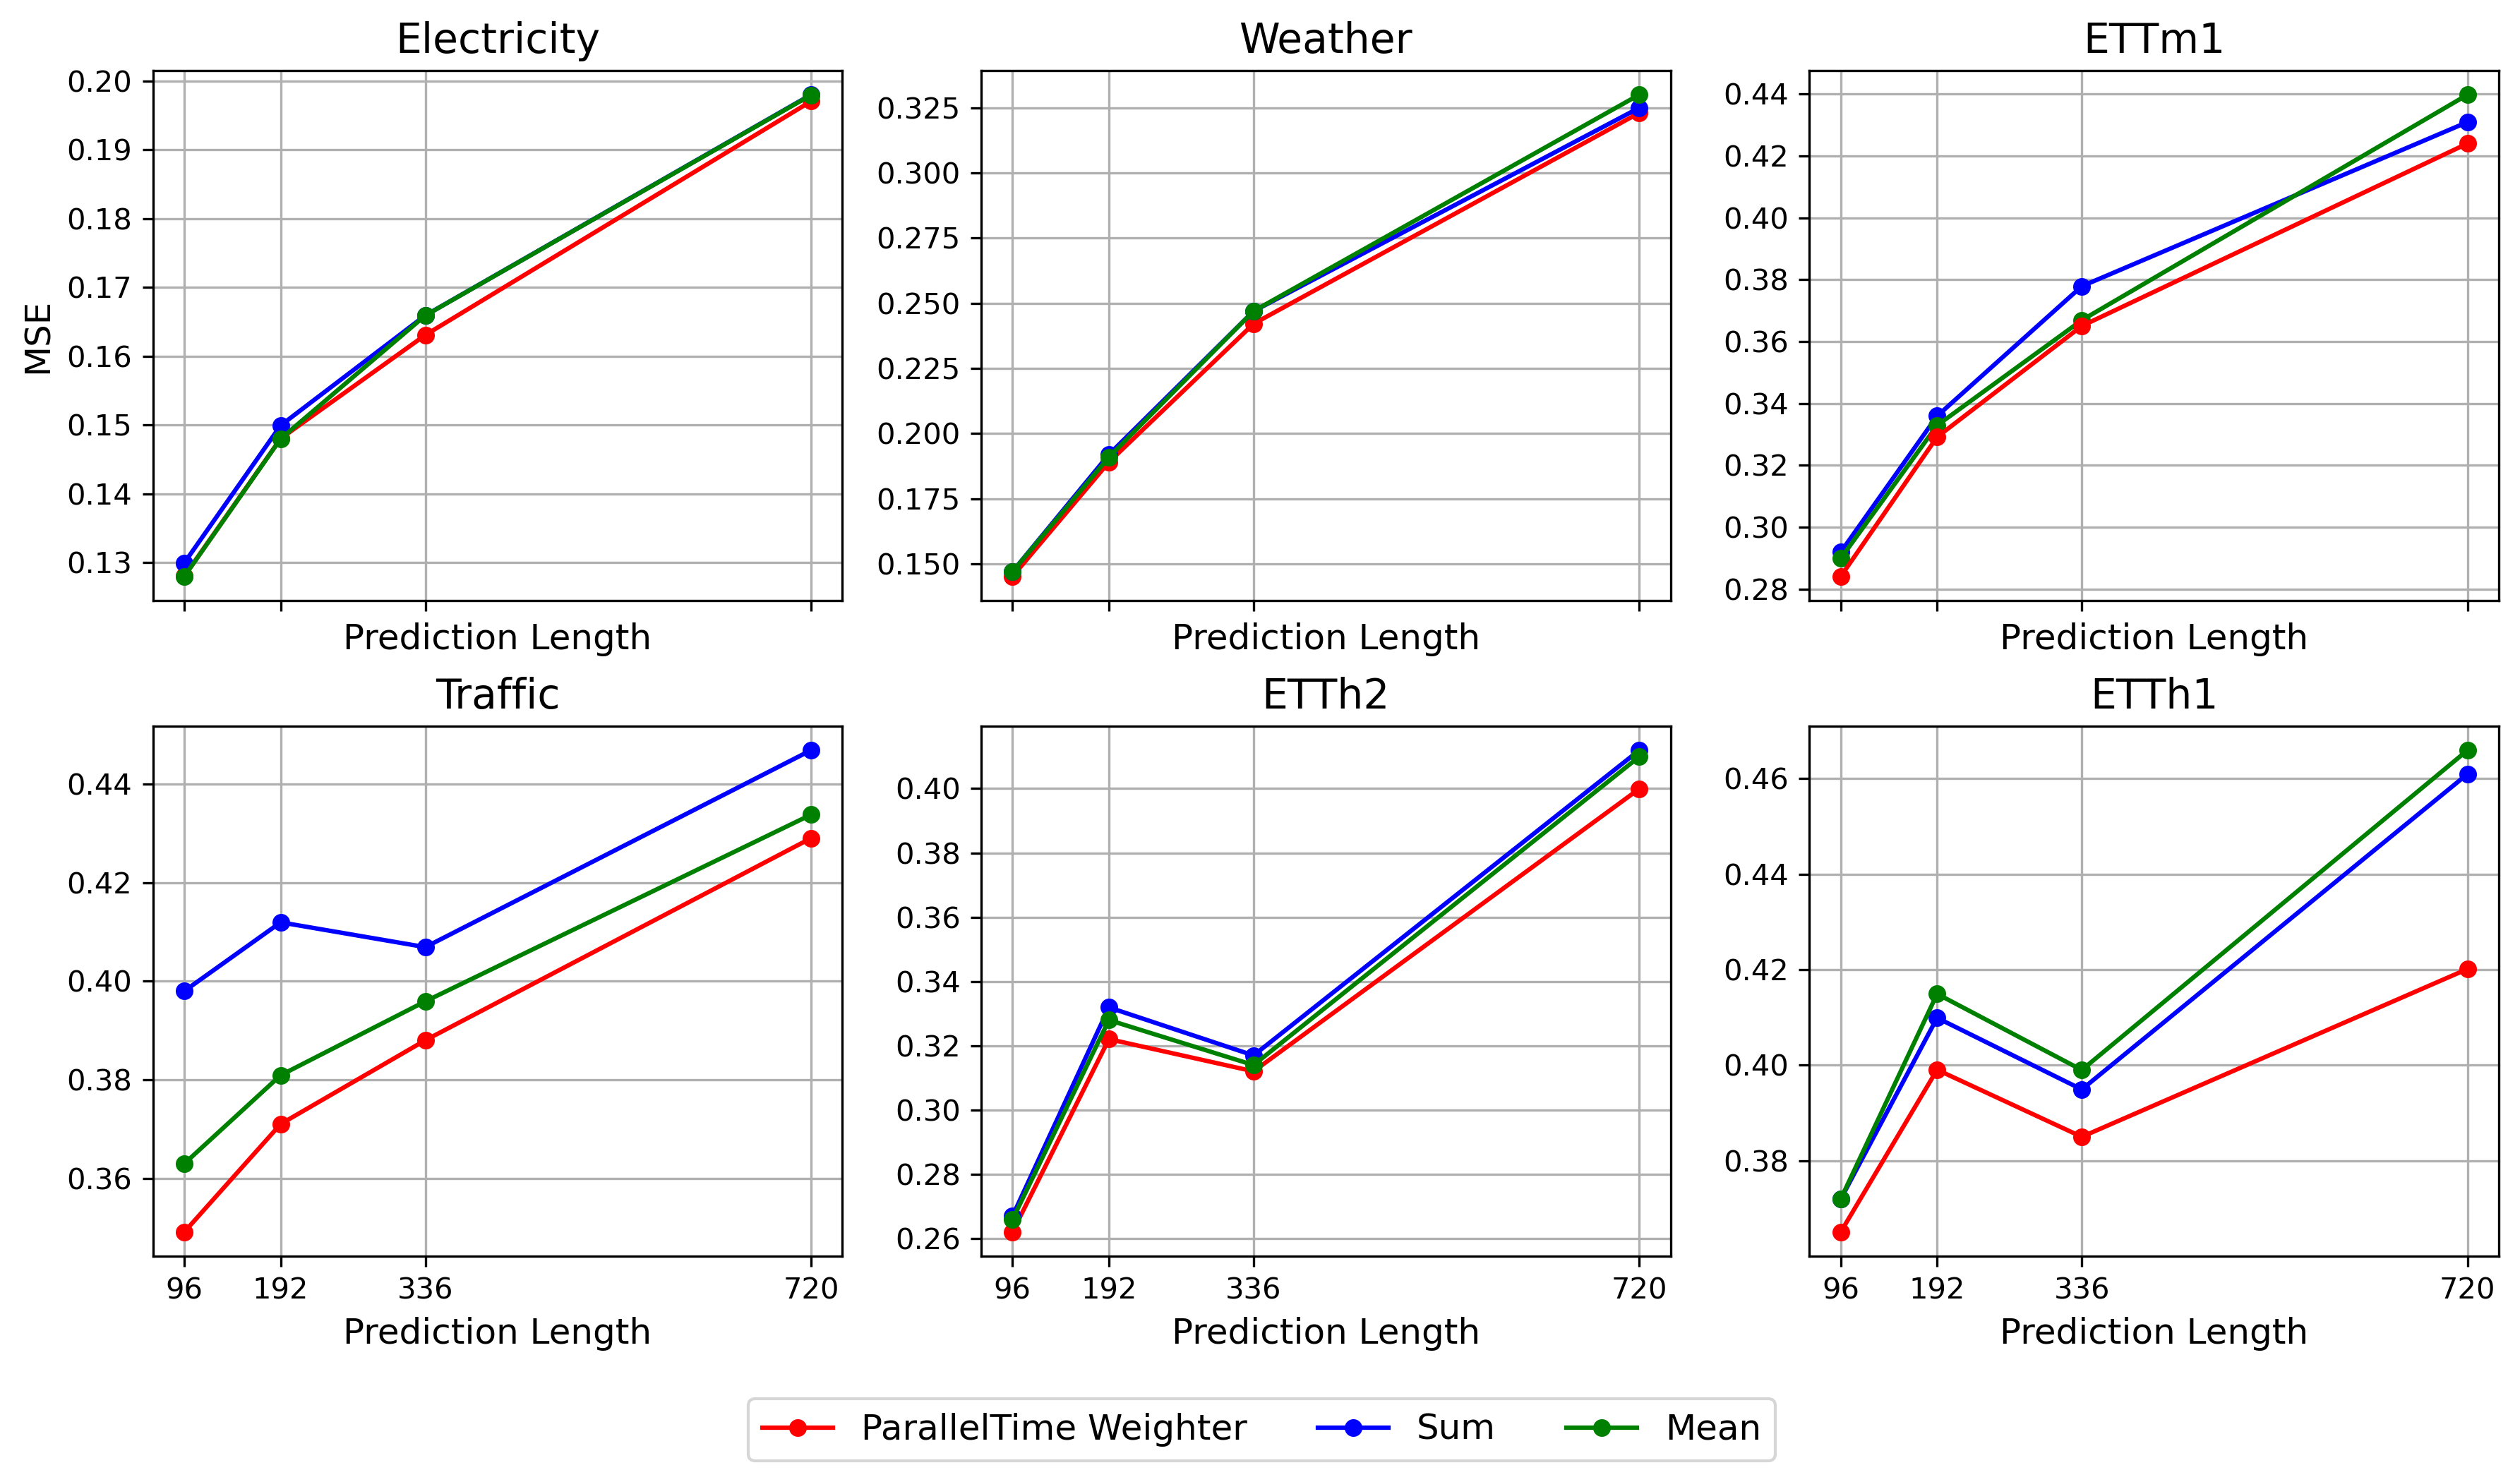 Electricity
Weather
ETTm1
0.20
0.19
0.18
0.17
0.16
0.15
0.14
0.13
MSE
Prediction Length
0.325
0.300
0.275
0.250
0.225
0.200
0.175
0.150
Prediction Length
0.44
0.42
0.40
0.38
0.36
0.34
0.32
0.30
0.28
Prediction Length
Traffic
ETTh2
ETTh1
0.44
0.42
0.40
0.38
0.36
96 192 336 720
Prediction Length
0.40
0.38
0.36
0.34
0.32
0.30
0.28
0.26
96 192 336 720
Prediction Length
0.46
0.44
0.42
0.40
0.38
96 192 336 720
Prediction Length
ParallelTime Weighter Sum Mean